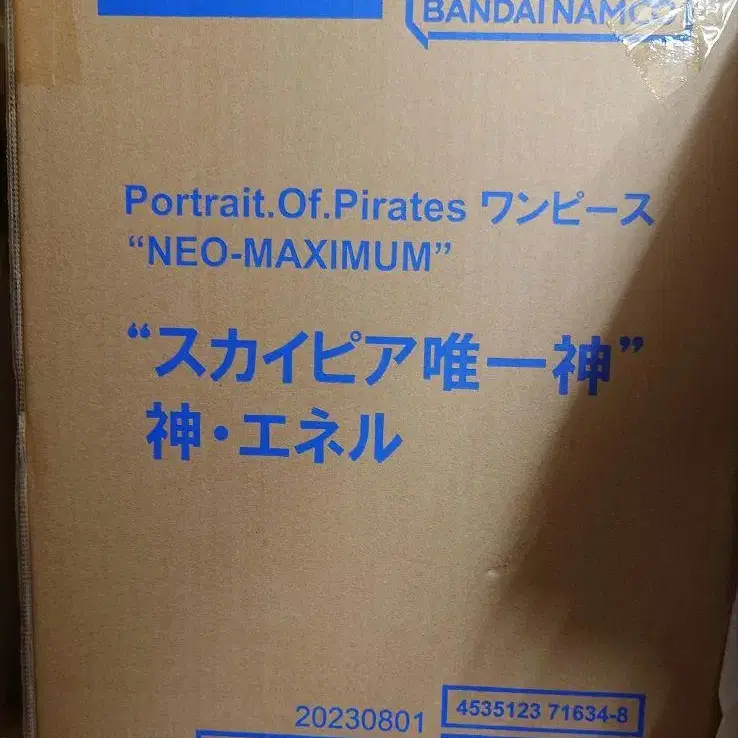 BANDAI NAMCO
Portrait.Of.Pirates ワンピース
“NEO-MAXIMUM”
“スカイピア唯一神”
神・エネル
20230801
4535123 71634-8